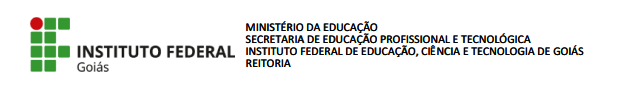 INSTITUTO FEDERAL
Goiás
MINISTÉRIO DA EDUCAÇÃO
SECRETARIA DE EDUCAÇÃO PROFISSIONAL E TECNOLÓGICA
INSTITUTO FEDERAL DE EDUCAÇÃO, CIÊNCIA E TECNOLOGIA DE GOIÁS
REITORIA